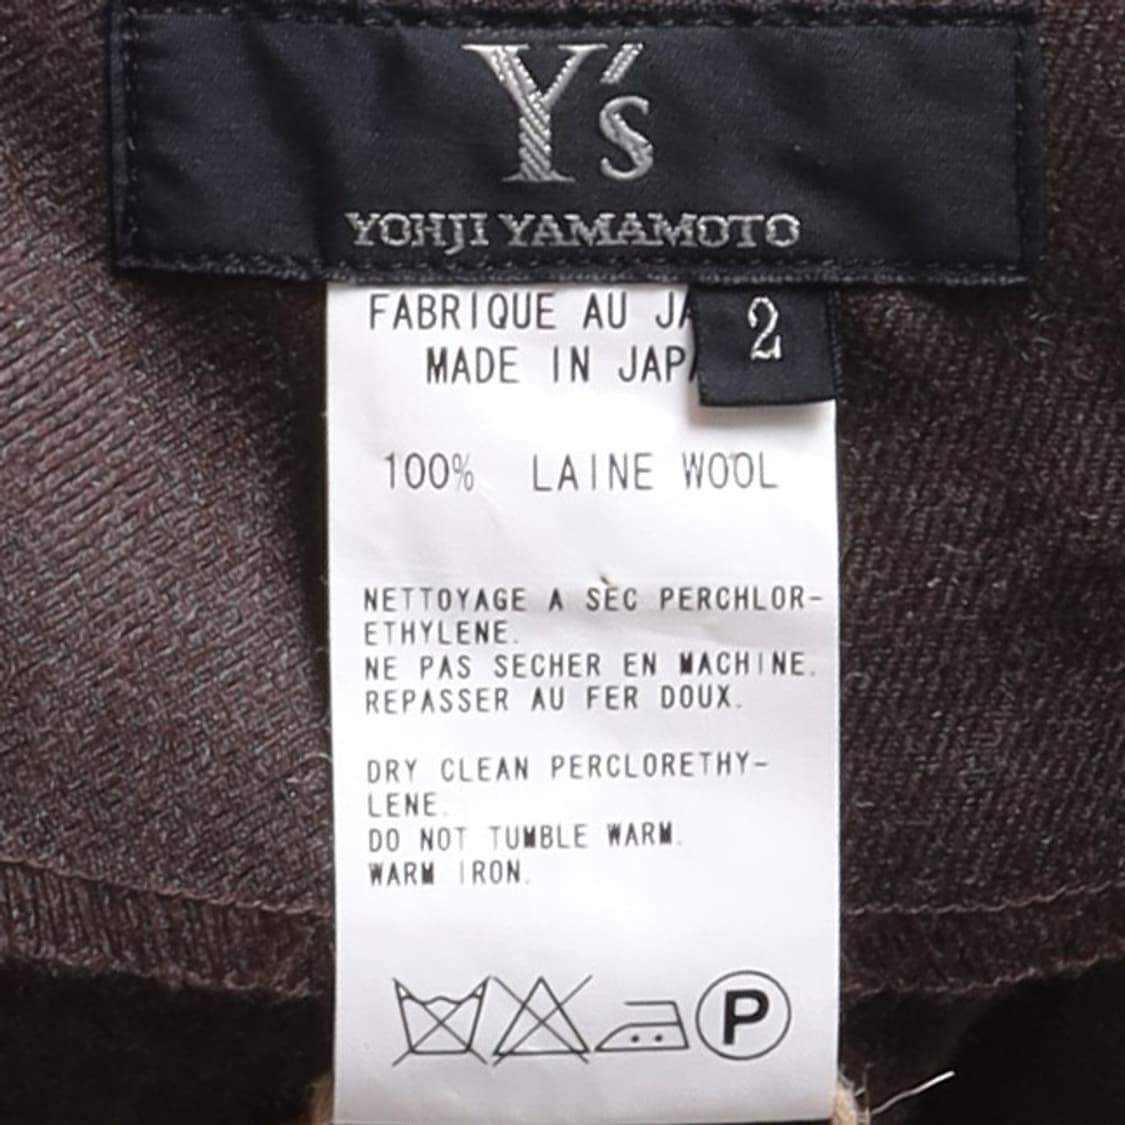 Y's
YOHJI YAMAMOTO
2
FABRIQUE AU JA
MADE IN JAP
100% LAINE WOOL
NETTOYAGE A SEC PERCHLOR-
ETHYLENE.
NE PAS SECHER EN MACHINE.
REPASSER AU FER DOUX.
DRY CLEAN PERCLORETHY-
LENE.
DO NOT TUMBLE WARM.
WARM IRON.
P